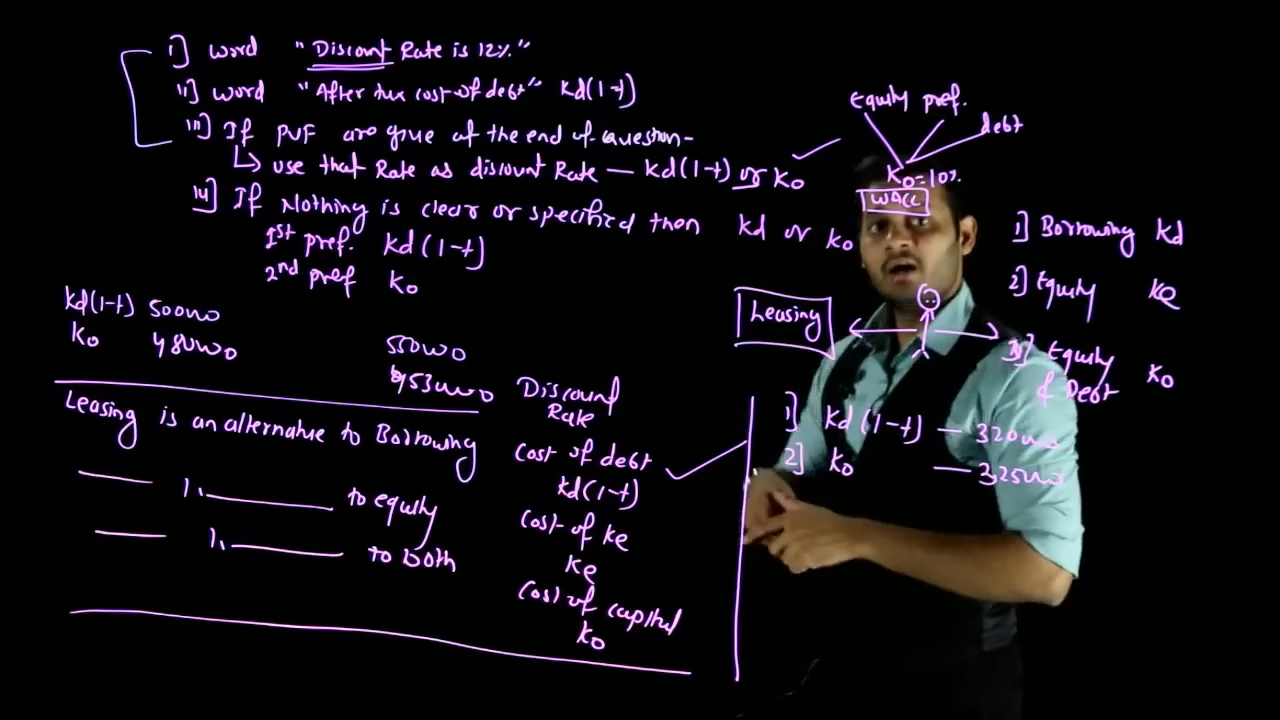 i] word "Discount Rate is 12%."
ii] word "After tax cost of debt" kd(1-t)
iii] If PVF are give at the end of question-
↳ use that Rate as discount Rate — kd(1-t) or ko
iv] If Nothing is clear or specified then kd or ko
1st pref. kd(1-t)
2nd pref ko
kd(1-t) 50000
ko 48000
55000
53000
Leasing is an alternative to Borrowing
to equity
to both
Discount
Rate
cost of debt
kd(1-t)
cost of ke
ke
cost of capital
ko
Equity pref.
debt
Ko=10%
WACC
Leasing
1] Borrowing kd
2] Equity Ke
Equity
& Debt Ko
1] kd(1-t) —
2] ko —